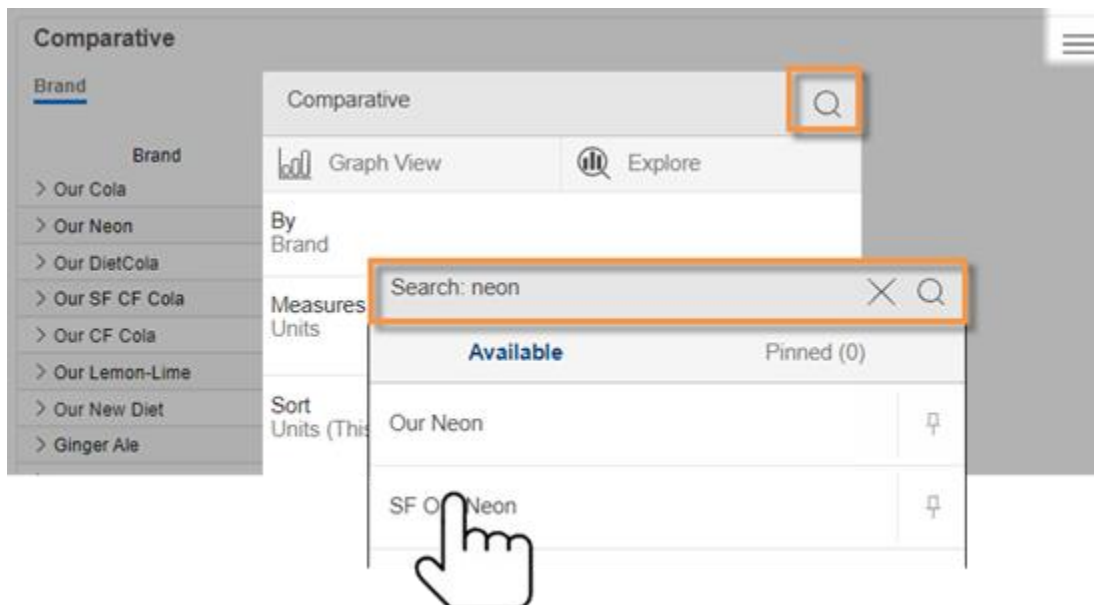 Comparative
Brand
Brand
> Our Cola
> Our Neon
> Our DietCola
> Our SF CF Cola
> Our CF Cola
> Our Lemon-Lime
> Our New Diet
> Ginger Ale
Comparative
Graph View Explore
By
Brand
Measures
Units
Sort
Units (This
Search: neon
Available Pinned (0)
Our Neon
SF Neon